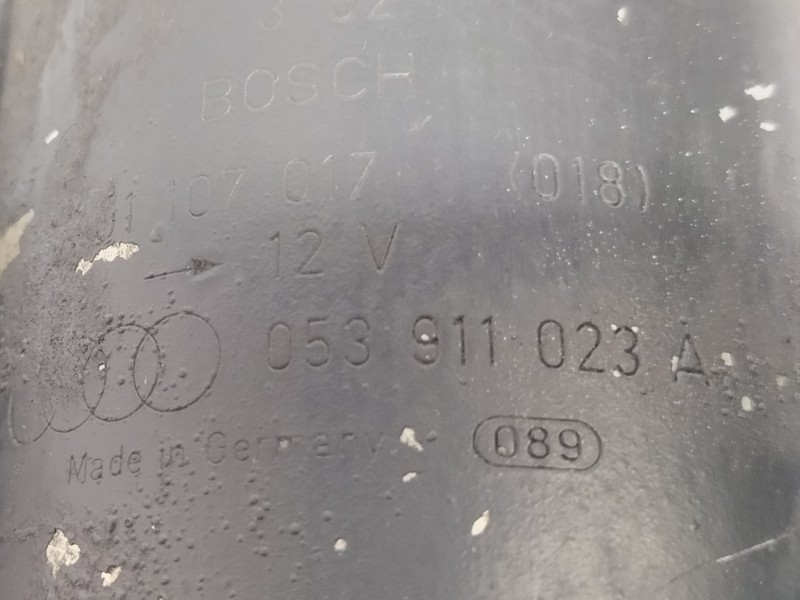 BOSCH
107 017 (018)
12 V
053 911 023 A
Made in Germany 089